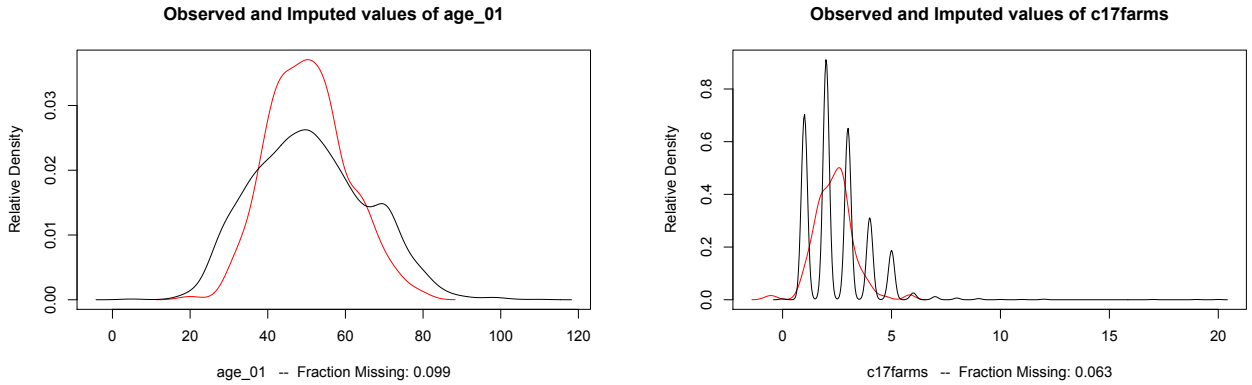 Observed and Imputed values of age_01
Relative Density
0.00
0.01
0.02
0.03
0 20 40 60 80 100 120
age_01 -- Fraction Missing: 0.099
Observed and Imputed values of c17farms
Relative Density
0.0
0.2
0.4
0.6
0.8
0 5 10 15 20
c17farms -- Fraction Missing: 0.063